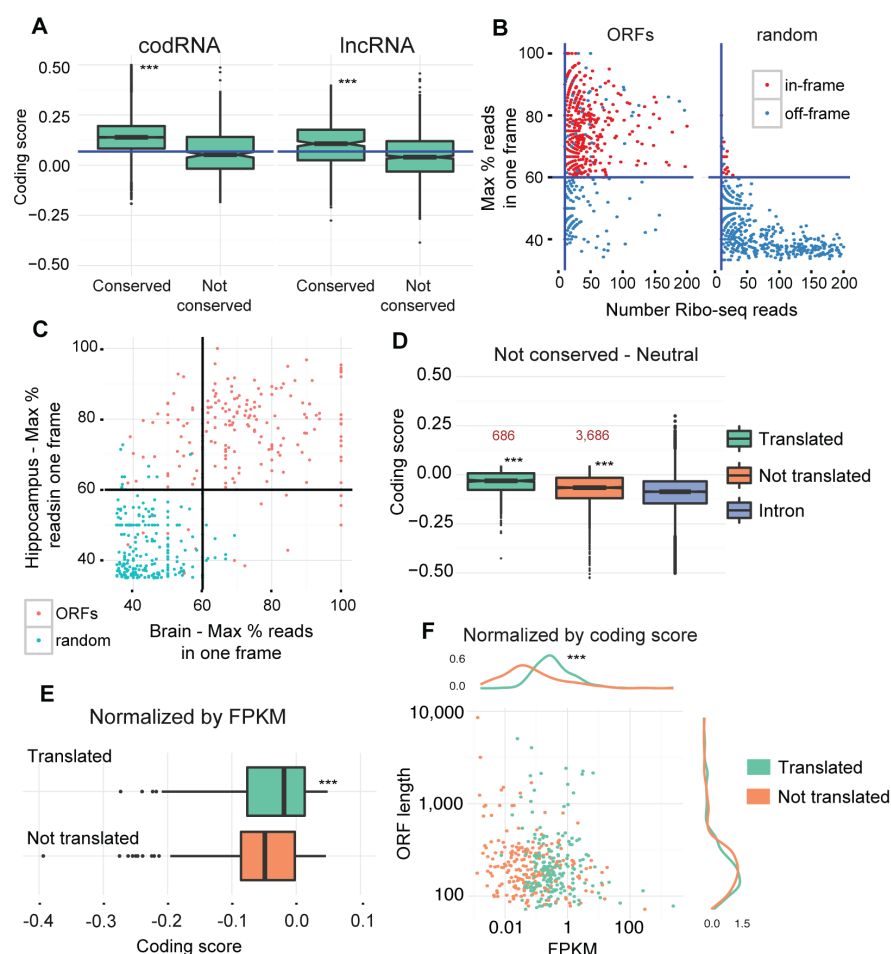 A
codRNA
lncRNA
Coding score
0.50
0.25
0.00
−0.25
−0.50
***
***
Conserved
Not
conserved
Conserved
Not
conserved
B
ORFs
random
Max % reads
in one frame
100
80
60
40
in-frame
off-frame
0 50 100 150 200
0 50 100 150 200
Number Ribo-seq reads
C
Hippocampus - Max %
readsin one frame
100
80
60
40
40 60 80 100
Brain - Max % reads
in one frame
ORFs
random
D
Not conserved - Neutral
Coding score
0.50
0.25
0.00
−0.25
−0.50
686
3,686
***
***
Translated
Not translated
Intron
E
Normalized by FPKM
Translated
***
Not translated
-0.4 -0.3 -0.2 -0.1 0.0 0.1
Coding score
F
Normalized by coding score
0.6
0.0
***
ORF length
10,000
1,000
100
0.01 1 100
FPKM
0.0 1.5
Translated
Not translated